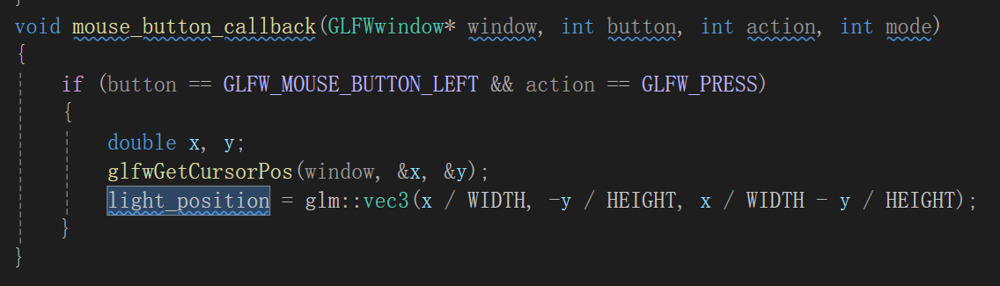 void mouse_button_callback(GLFWwindow* window, int button, int action, int mode)
{
if (button == GLFW_MOUSE_BUTTON_LEFT && action == GLFW_PRESS)
{
double x, y;
glfwGetCursorPos(window, &x, &y);
light_position = glm::vec3(x / WIDTH, -y / HEIGHT, x / WIDTH - y / HEIGHT);
}
}